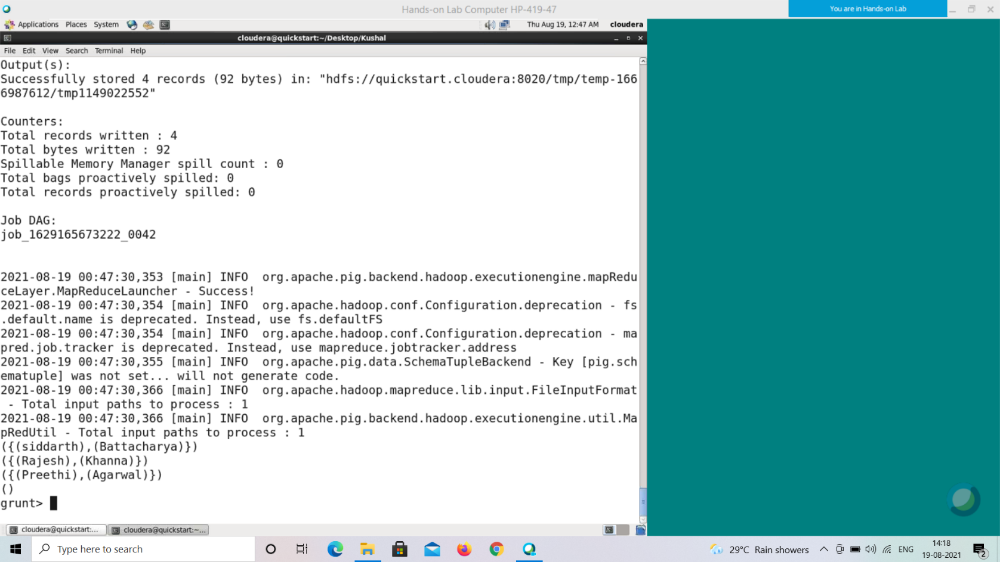 Hands-on Lab Computer HP-419-47
You are in Hands-on Lab
Applications Places System
Thu Aug 19, 12:47 AM cloudera
cloudera@quickstart:~/Desktop/Kushal
File Edit View Search Terminal Help
Output(s):
Successfully stored 4 records (92 bytes) in: "hdfs://quickstart.cloudera:8020/tmp/temp-166
6987612/tmp1149022552"
Counters:
Total records written : 4
Total bytes written : 92
Spillable Memory Manager spill count : 0
Total bags proactively spilled: 0
Total records proactively spilled: 0
Job DAG:
job_1629165673222_0042
2021-08-19 00:47:30,353 [main] INFO  org.apache.pig.backend.hadoop.executionengine.mapRedu
ceLayer.MapReduceLauncher - Success!
2021-08-19 00:47:30,354 [main] INFO  org.apache.hadoop.conf.Configuration.deprecation - fs
.default.name is deprecated. Instead, use fs.defaultFS
2021-08-19 00:47:30,354 [main] INFO  org.apache.hadoop.conf.Configuration.deprecation - ma
pred.job.tracker is deprecated. Instead, use mapreduce.jobtracker.address
2021-08-19 00:47:30,355 [main] INFO  org.apache.pig.data.SchemaTupleBackend - Key [pig.sch
ematuple] was not set... will not generate code.
2021-08-19 00:47:30,366 [main] INFO  org.apache.hadoop.mapreduce.lib.input.FileInputFormat
 - Total input paths to process : 1
2021-08-19 00:47:30,366 [main] INFO  org.apache.pig.backend.hadoop.executionengine.util.Ma
pRedUtil - Total input paths to process : 1
({(siddarth),(Battacharya)})
({(Rajesh),(Khanna)})
({(Preethi),(Agarwal)})
()
grunt>
cloudera@quickstart:... cloudera@quickstart:~...
Type here to search
29°C Rain showers
ENG
14:18
19-08-2021
2